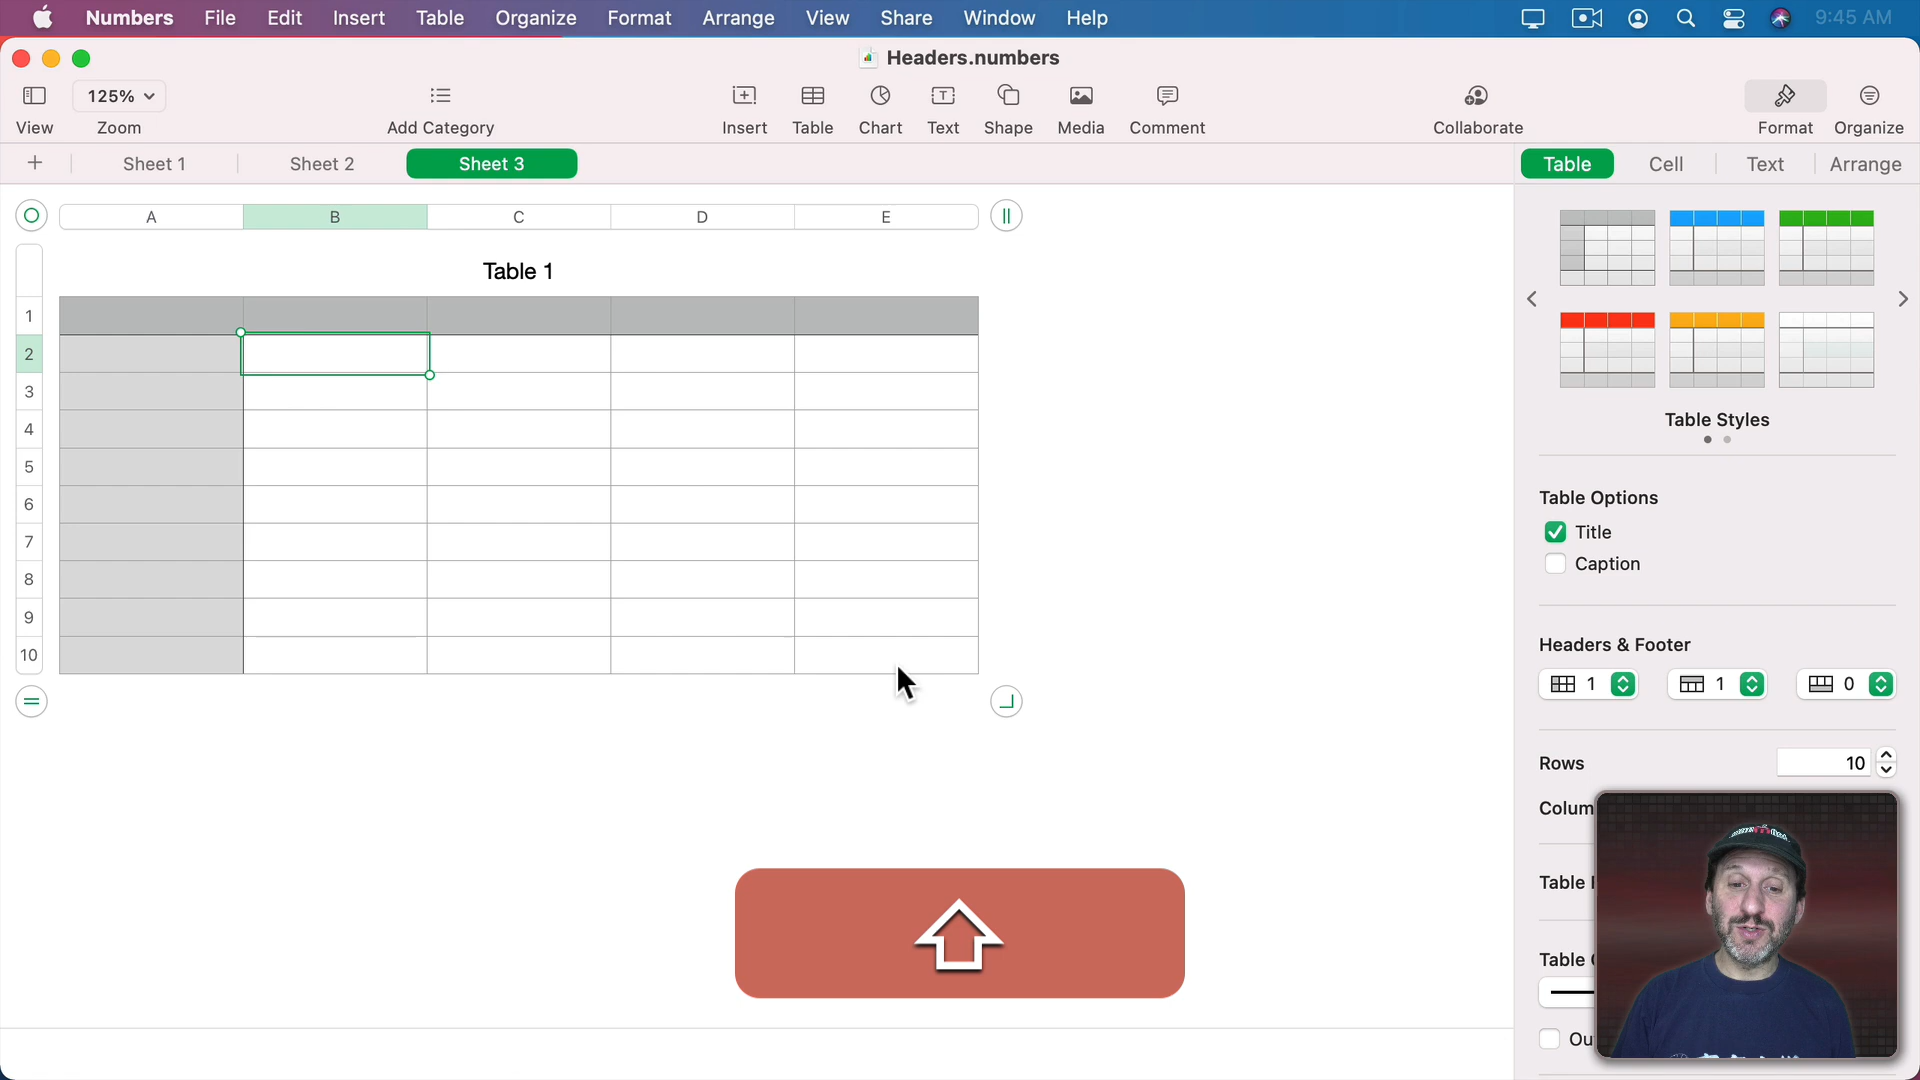 Numbers File Edit Insert Table Organize Format Arrange View Share Window Help 9:45 AM
Headers.numbers
125%
View Zoom Add Category Insert Table Chart Text Shape Media Comment Collaborate Format Organize
Sheet 1 Sheet 2 Sheet 3
Table Cell Text Arrange
A B C D E
Table 1
1
2
3
4
5
6
7
8
9
10
Table Styles
Table Options
Title
Caption
Headers & Footer
1 1 0
Rows 10
Colum
Table
Table
Ou